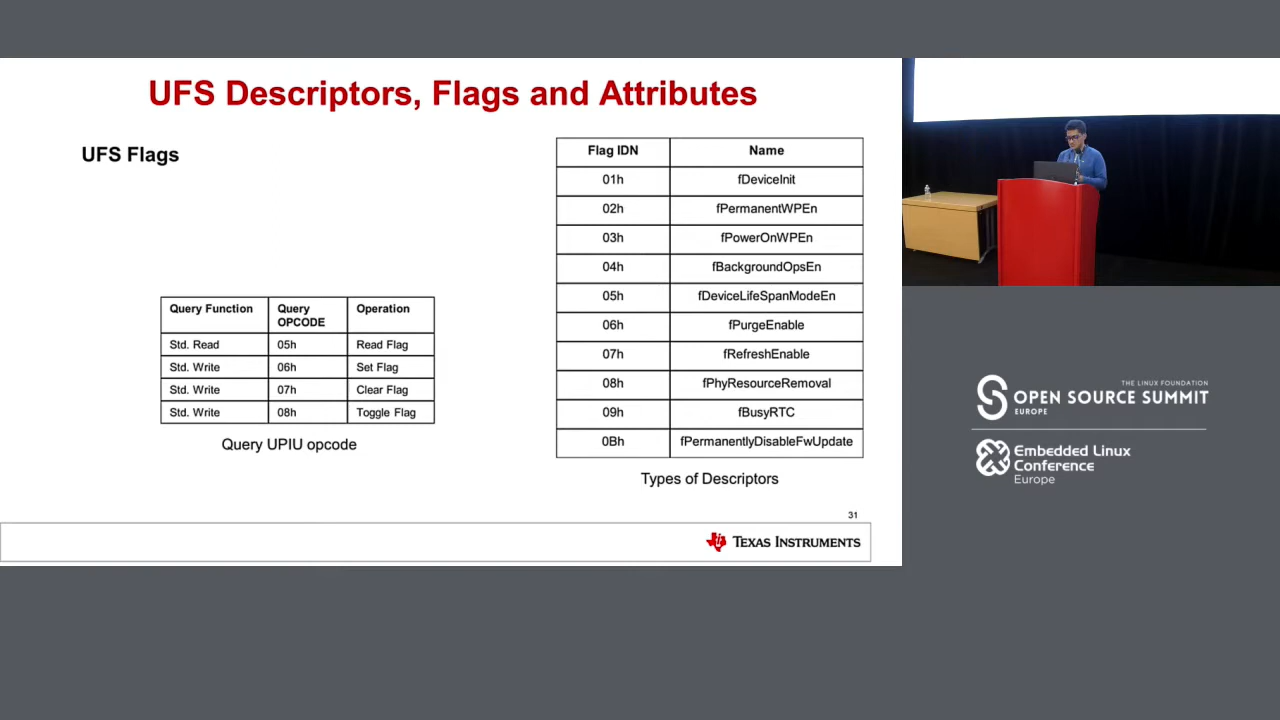 UFS Descriptors, Flags and Attributes
UFS Flags
Query Function Query OPCODE Operation
Std. Read 05h Read Flag
Std. Write 06h Set Flag
Std. Write 07h Clear Flag
Std. Write 08h Toggle Flag
Query UPIU opcode
Flag IDN Name
01h fDeviceInit
02h fPermanentWPEn
03h fPowerOnWPEn
04h fBackgroundOpsEn
05h fDeviceLifeSpanModeEn
06h fPurgeEnable
07h fRefreshEnable
08h fPhyResourceRemoval
09h fBusyRTC
0Bh fPermanentlyDisableFwUpdate
Types of Descriptors
31
TEXAS INSTRUMENTS
THE LINUX FOUNDATION
OPEN SOURCE SUMMIT
EUROPE
Embedded Linux
Conference
Europe